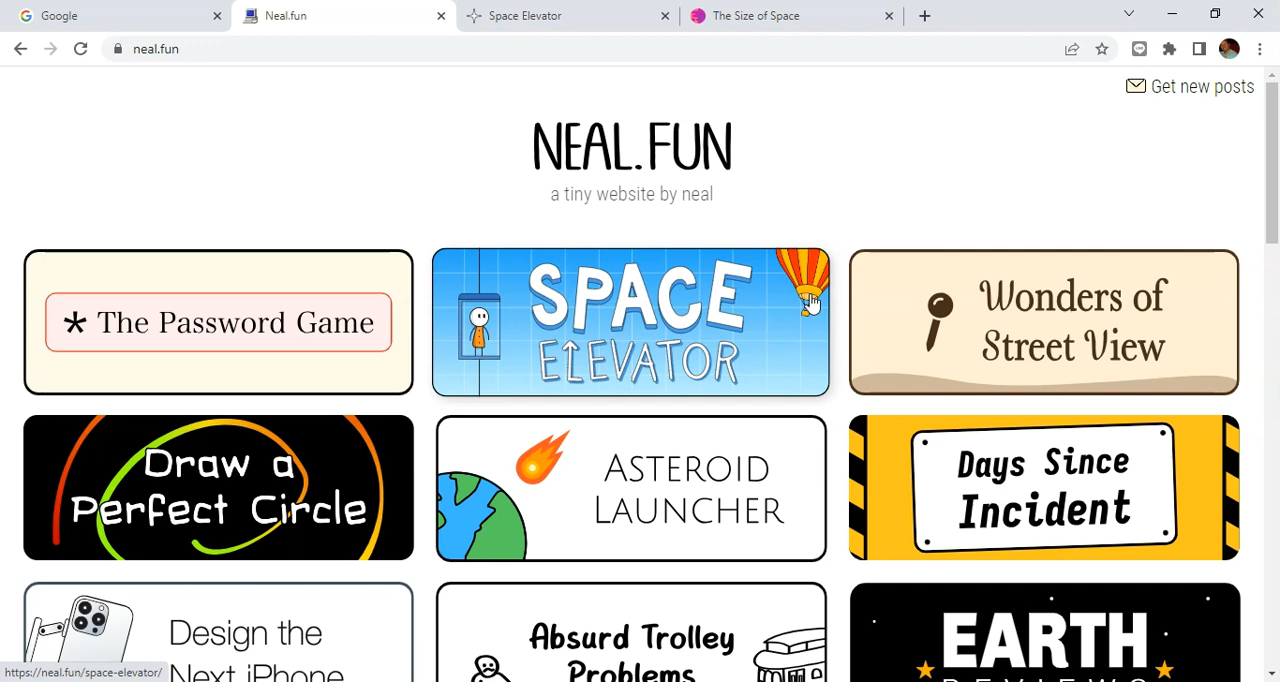 Google
Neal.fun
Space Elevator
The Size of Space
neal.fun
Get new posts
NEAL.FUN
a tiny website by neal
* The Password Game
SPACE
ELEVATOR
Wonders of
Street View
Draw a
Perfect Circle
ASTEROID
LAUNCHER
Days Since
Incident
Design the
Next iPhone
Absurd Trolley
Problems
EARTH
REVIEWS
https://neal.fun/space-elevator/